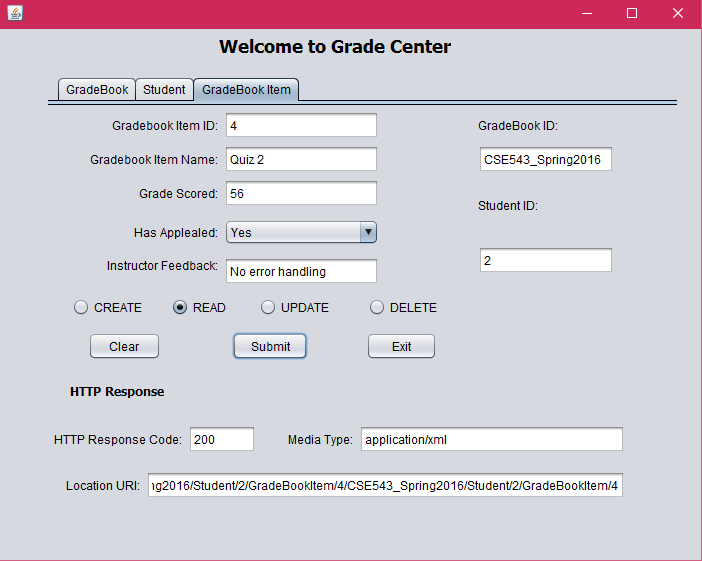 Welcome to Grade Center
GradeBook Student GradeBook Item
Gradebook Item ID: 4 GradeBook ID:
Gradebook Item Name: Quiz 2 CSE543_Spring2016
Grade Scored: 56
Student ID:
Has Applealed: Yes
Instructor Feedback: No error handling 2
CREATE READ UPDATE DELETE
Clear Submit Exit
HTTP Response
HTTP Response Code: 200 Media Type: application/xml
Location URI: ng2016/Student/2/GradeBookItem/4/CSE543_Spring2016/Student/2/GradeBookItem/4